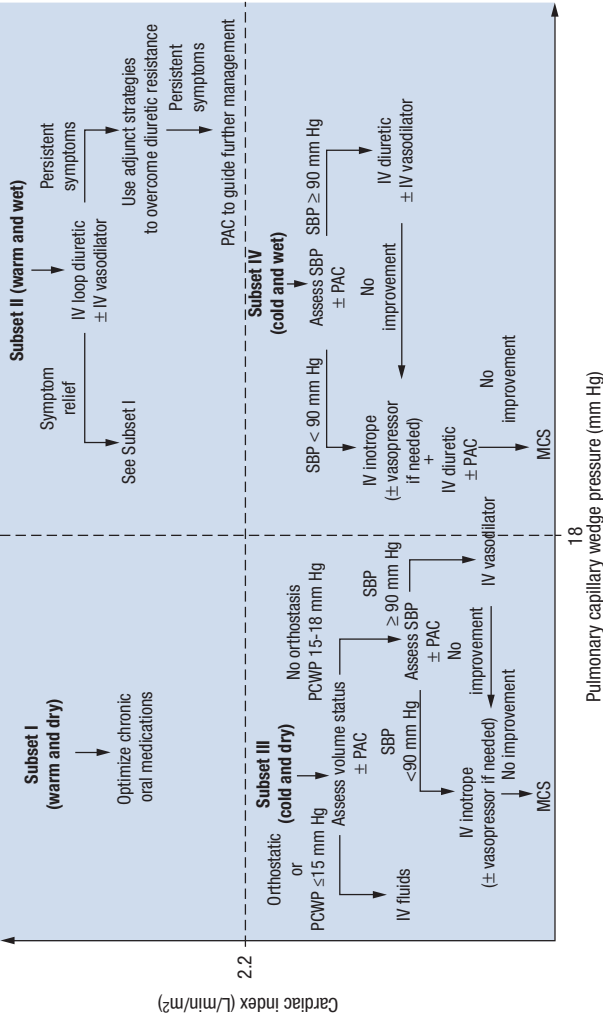 Cardiac index (L/min/m²)
2.2
Subset I
(warm and dry)
Optimize chronic
oral medications
Subset II (warm and wet)
IV loop diuretic
± IV vasodilator
Symptom
relief
See Subset I
Persistent
symptoms
Use adjunct strategies
to overcome diuretic resistance
Persistent
symptoms
PAC to guide further management
Subset III
(cold and dry)
Assess volume status
± PAC
Orthostatic
or
PCWP ≤15 mm Hg
IV fluids
No orthostasis
PCWP 15-18 mm Hg
Assess SBP
± PAC
SBP
<90 mm Hg
SBP
≥ 90 mm Hg
IV vasodilator
No
improvement
IV inotrope
(± vasopressor if needed)
No improvement
MCS
Subset IV
(cold and wet)
Assess SBP
± PAC
SBP < 90 mm Hg
SBP ≥ 90 mm Hg
IV diuretic
± IV vasodilator
No
improvement
IV inotrope
(± vasopressor
if needed)
+
IV diuretic
± PAC
No
improvement
MCS
18
Pulmonary capillary wedge pressure (mm Hg)